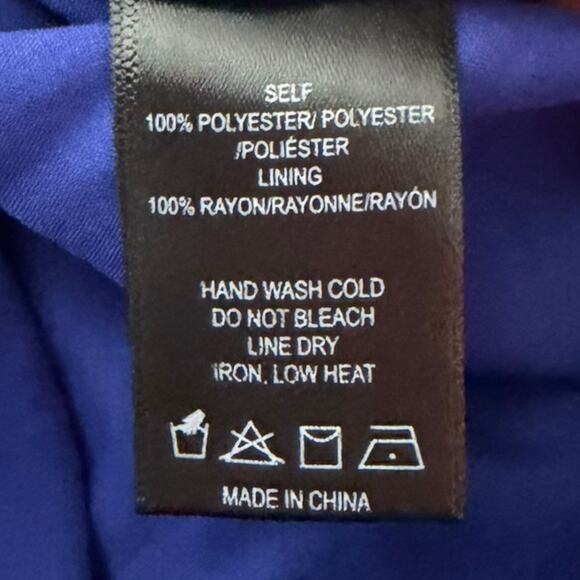 SELF
100% POLYESTER/ POLYESTER
/POLIÉSTER
LINING
100% RAYON/RAYONNE/RAYÓN
HAND WASH COLD
DO NOT BLEACH
LINE DRY
IRON, LOW HEAT
MADE IN CHINA